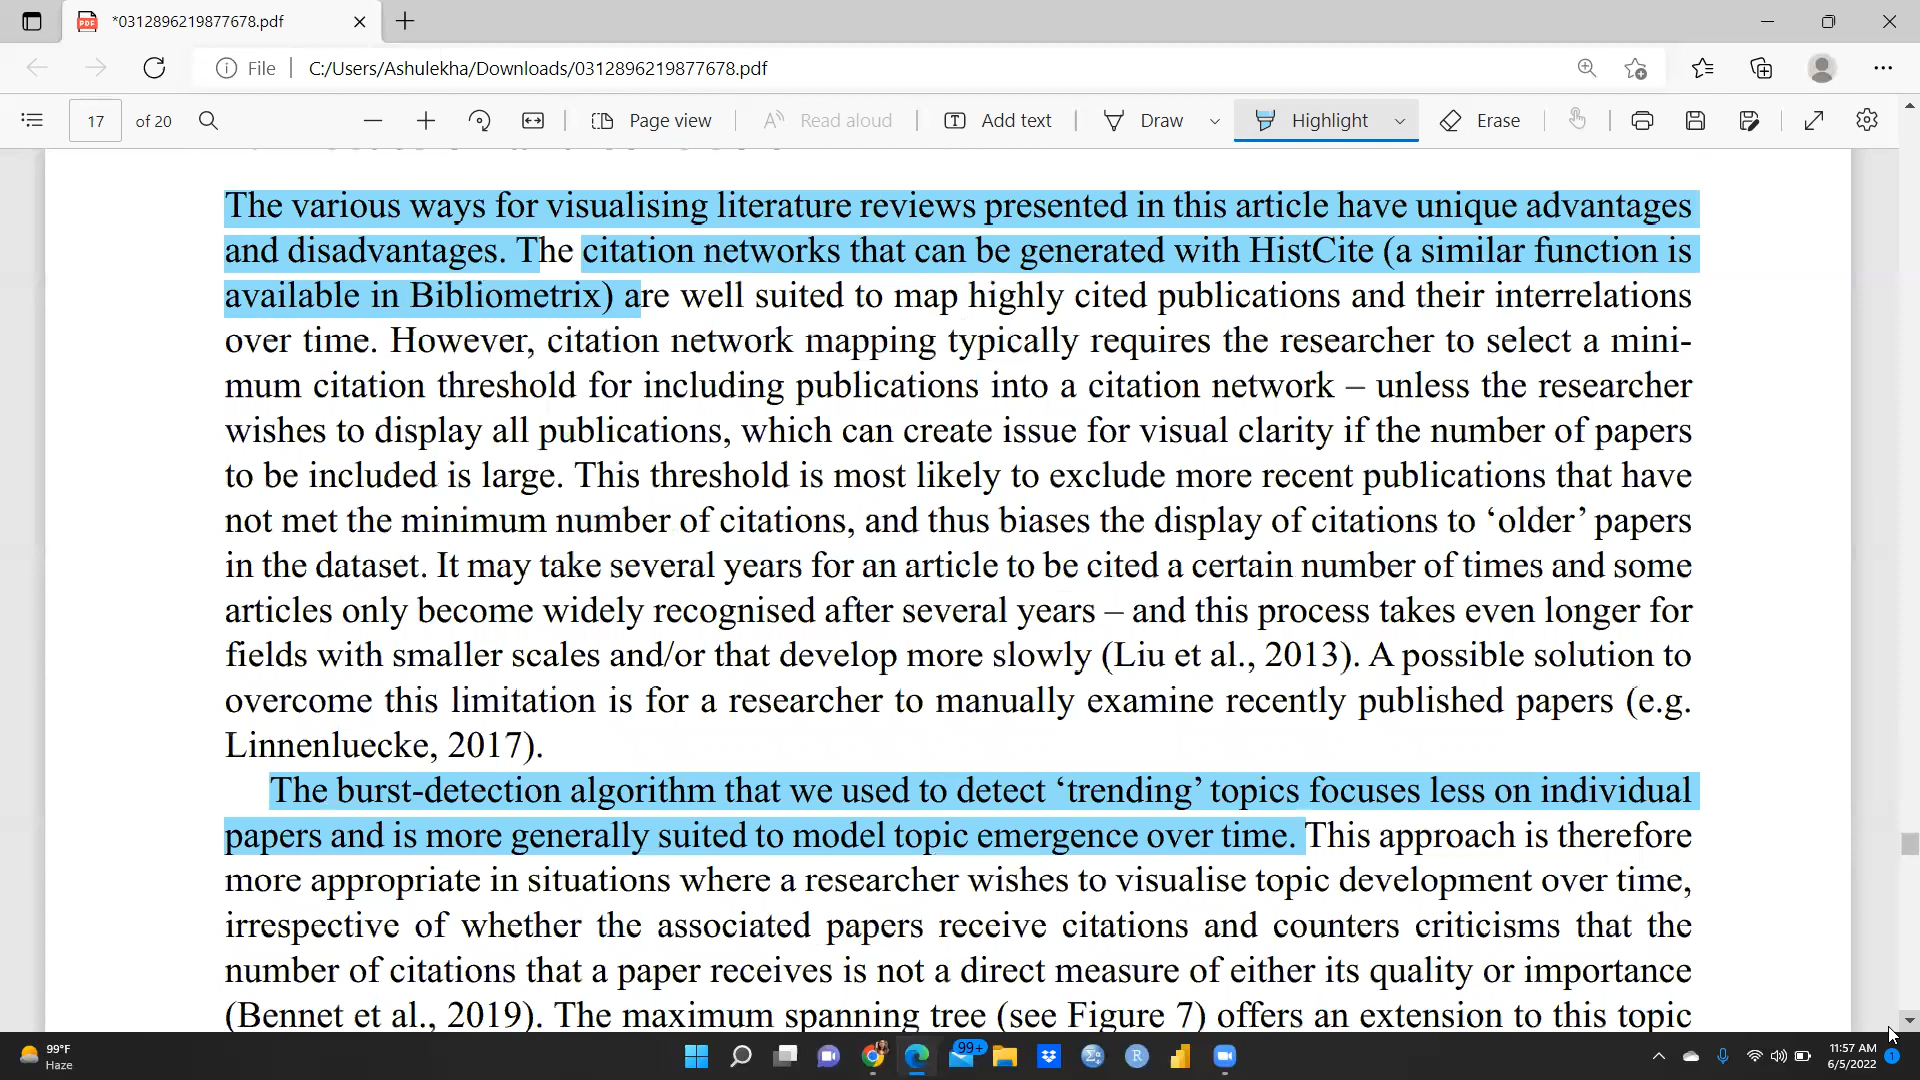 *0312896219877678.pdf
File
C:/Users/Ashulekha/Downloads/0312896219877678.pdf
17 of 20
Page view
Read aloud
Add text
Draw
Highlight
Erase
The various ways for visualising literature reviews presented in this article have unique advantages
and disadvantages. The citation networks that can be generated with HistCite (a similar function is
available in Bibliometrix) are well suited to map highly cited publications and their interrelations
over time. However, citation network mapping typically requires the researcher to select a mini-
mum citation threshold for including publications into a citation network – unless the researcher
wishes to display all publications, which can create issue for visual clarity if the number of papers
to be included is large. This threshold is most likely to exclude more recent publications that have
not met the minimum number of citations, and thus biases the display of citations to ‘older’ papers
in the dataset. It may take several years for an article to be cited a certain number of times and some
articles only become widely recognised after several years – and this process takes even longer for
fields with smaller scales and/or that develop more slowly (Liu et al., 2013). A possible solution to
overcome this limitation is for a researcher to manually examine recently published papers (e.g.
Linnenluecke, 2017).
The burst-detection algorithm that we used to detect ‘trending’ topics focuses less on individual
papers and is more generally suited to model topic emergence over time. This approach is therefore
more appropriate in situations where a researcher wishes to visualise topic development over time,
irrespective of whether the associated papers receive citations and counters criticisms that the
number of citations that a paper receives is not a direct measure of either its quality or importance
(Bennet et al., 2019). The maximum spanning tree (see Figure 7) offers an extension to this topic
99°F
Haze
99+
11:57 AM
6/5/2022
1